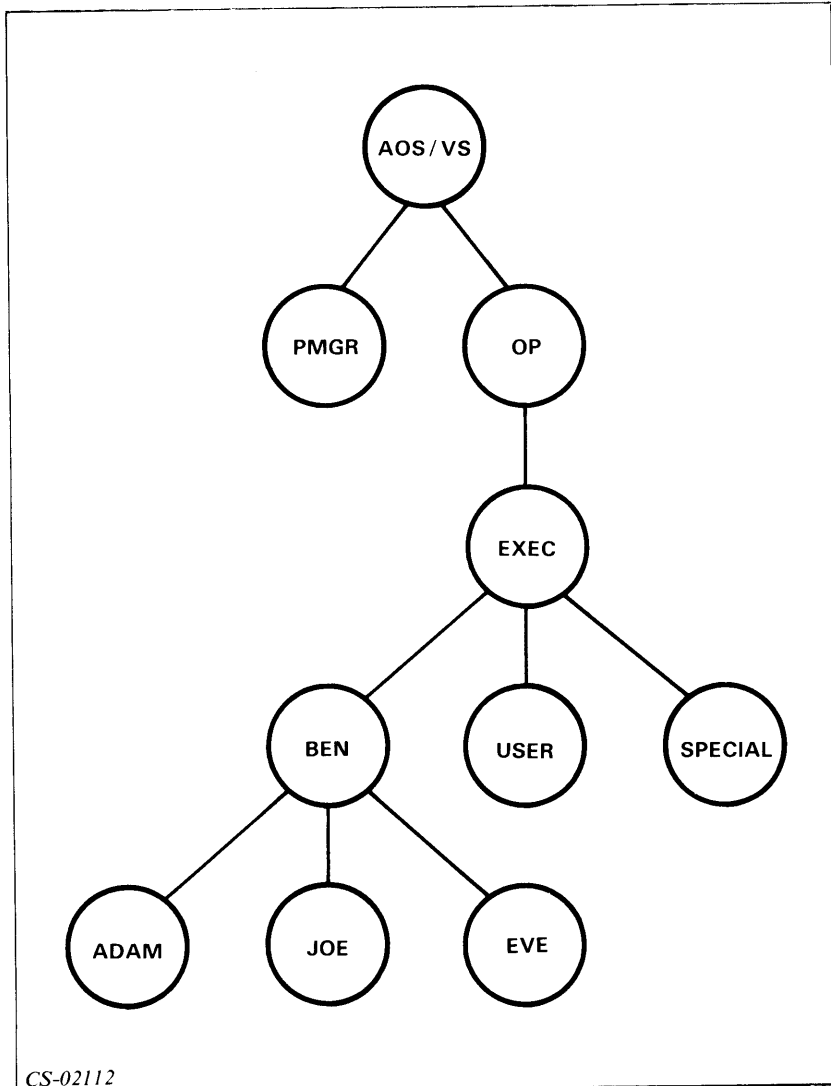 AOS/VS
PMGR
OP
EXEC
BEN
USER
SPECIAL
ADAM
JOE
EVE
CS-02112